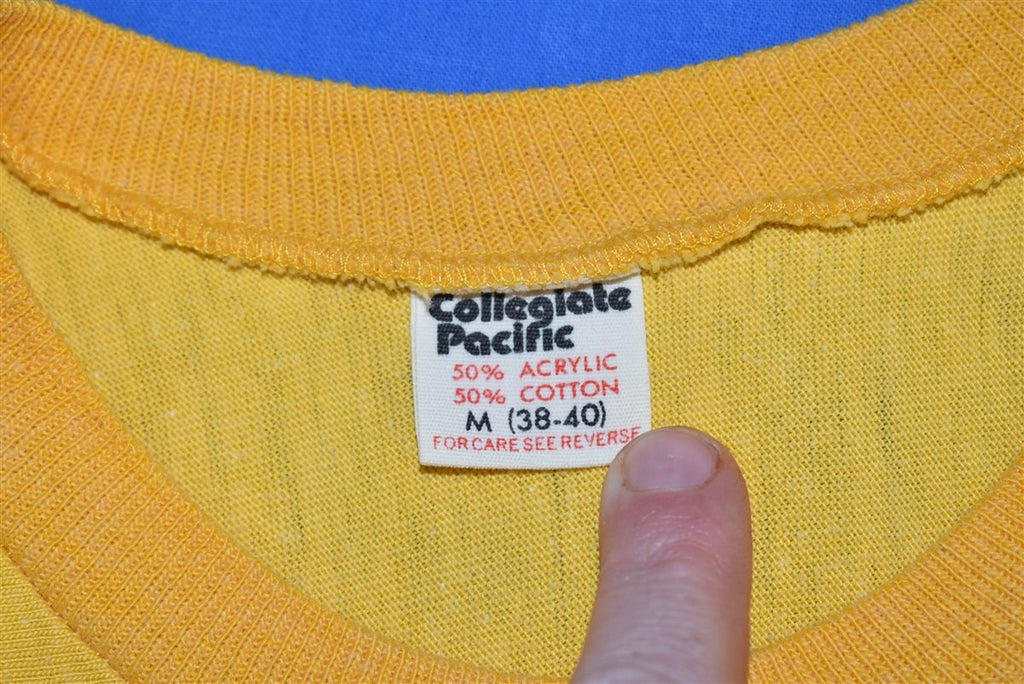 Collegiate
Pacific
50% ACRYLIC
50% COTTON
M (38-40)
FOR CARE SEE REVERSE